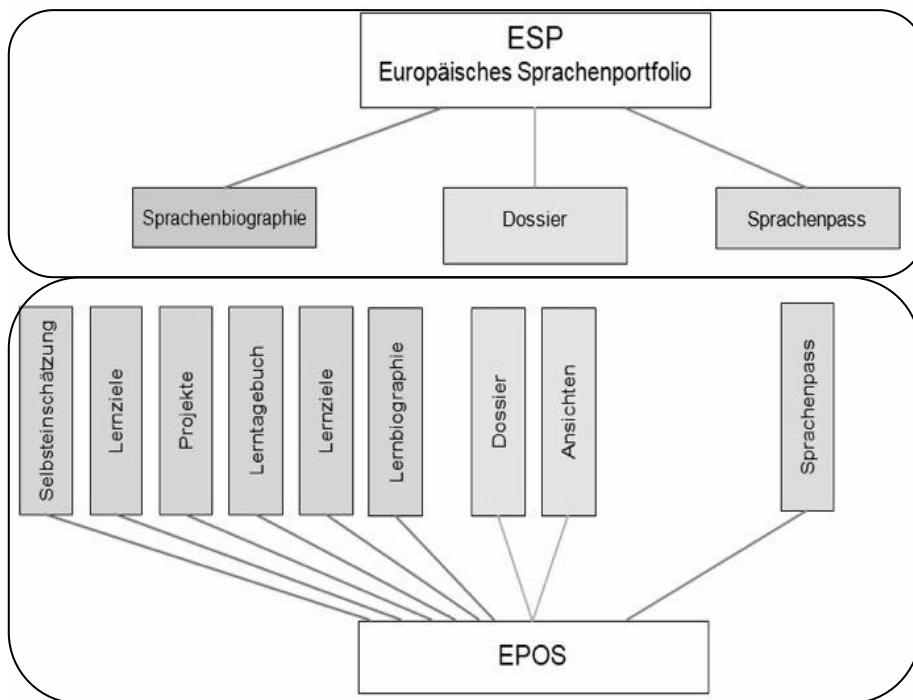 ESP
Europäisches Sprachenportfolio
Sprachenbiographie
Dossier
Sprachenpass
Selbsteinschätzung
Lernziele
Projekte
Lerntagebuch
Lernziele
Lernbiographie
Dossier
Ansichten
Sprachenpass
EPOS